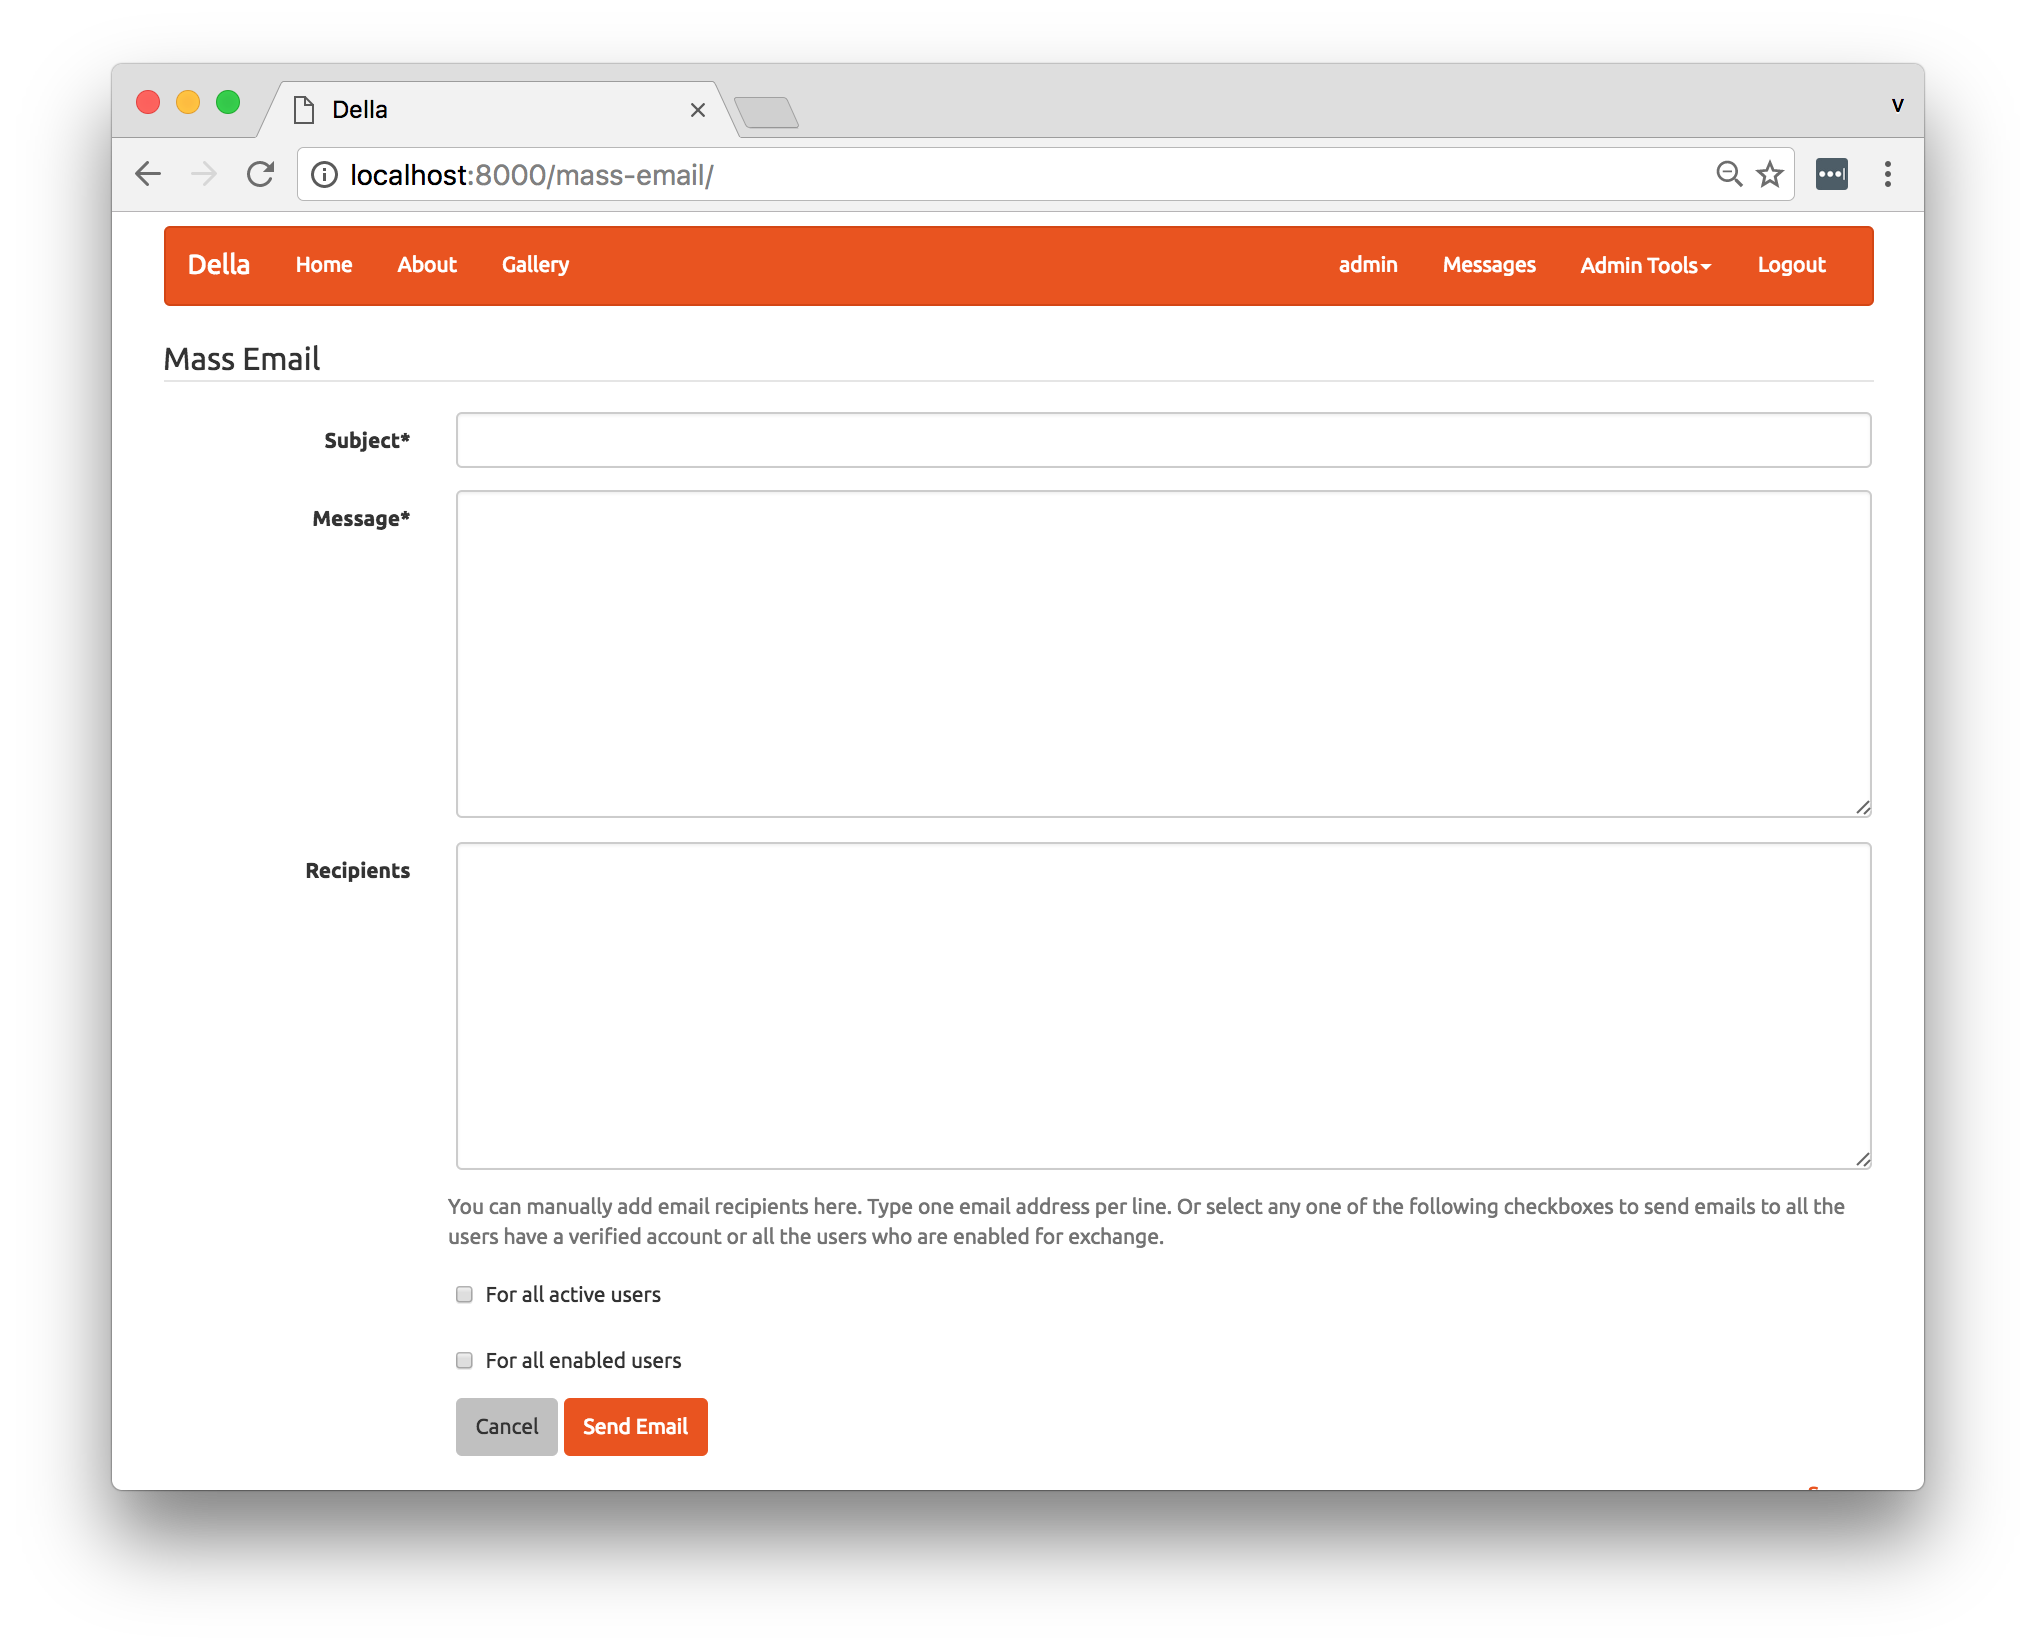 Della
v
localhost:8000/mass-email/
Della Home About Gallery admin Messages Admin Tools Logout
Mass Email
Subject*
Message*
Recipients
You can manually add email recipients here. Type one email address per line. Or select any one of the following checkboxes to send emails to all the
users have a verified account or all the users who are enabled for exchange.
For all active users
For all enabled users
Cancel Send Email